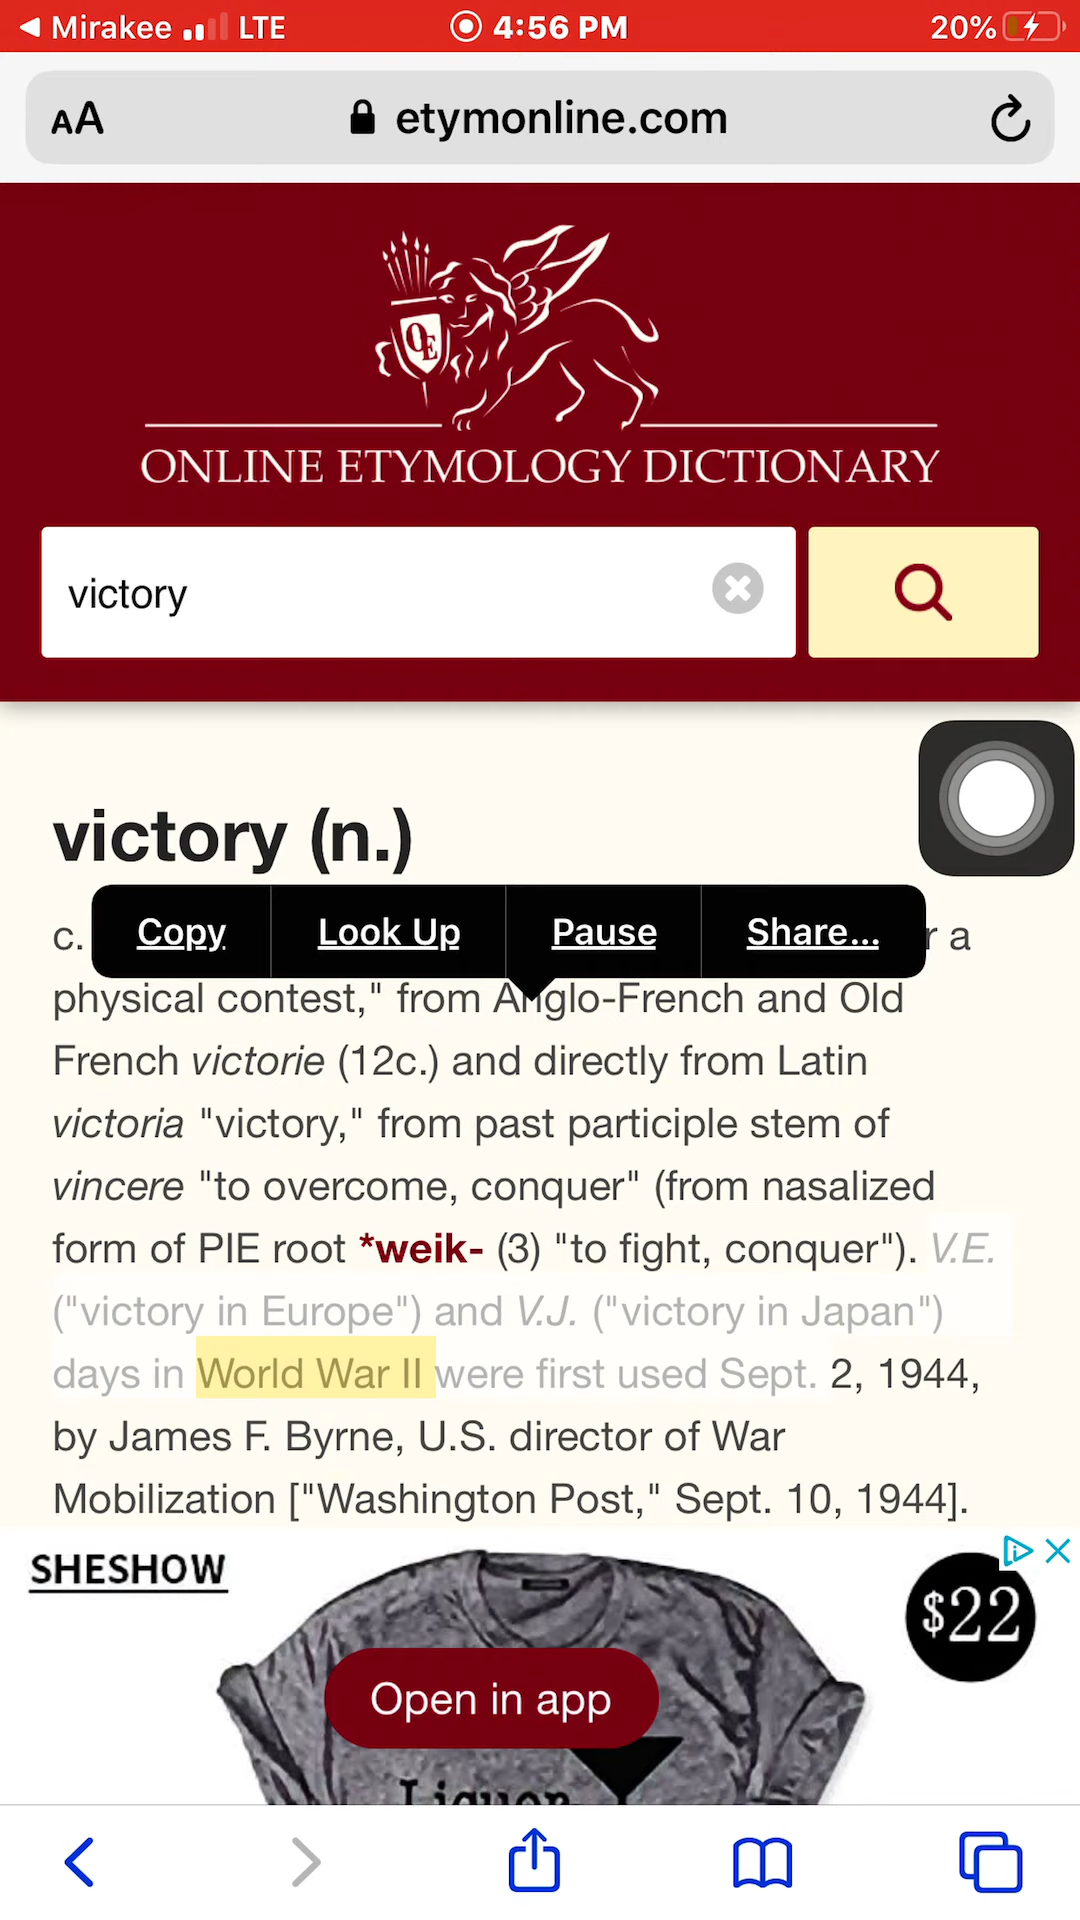 Mirakee LTE 4:56 PM 20%
AA etymonline.com
OE
ONLINE ETYMOLOGY DICTIONARY
victory
victory (n.)
Copy Look Up Pause Share...
c. r a
physical contest," from Anglo-French and Old
French victorie (12c.) and directly from Latin
victoria "victory," from past participle stem of
vincere "to overcome, conquer" (from nasalized
form of PIE root *weik- (3) "to fight, conquer"). V.E.
("victory in Europe") and V.J. ("victory in Japan")
days in World War II were first used Sept. 2, 1944,
by James F. Byrne, U.S. director of War
Mobilization ["Washington Post," Sept. 10, 1944].
SHESHOW
$22
Open in app
Liquor